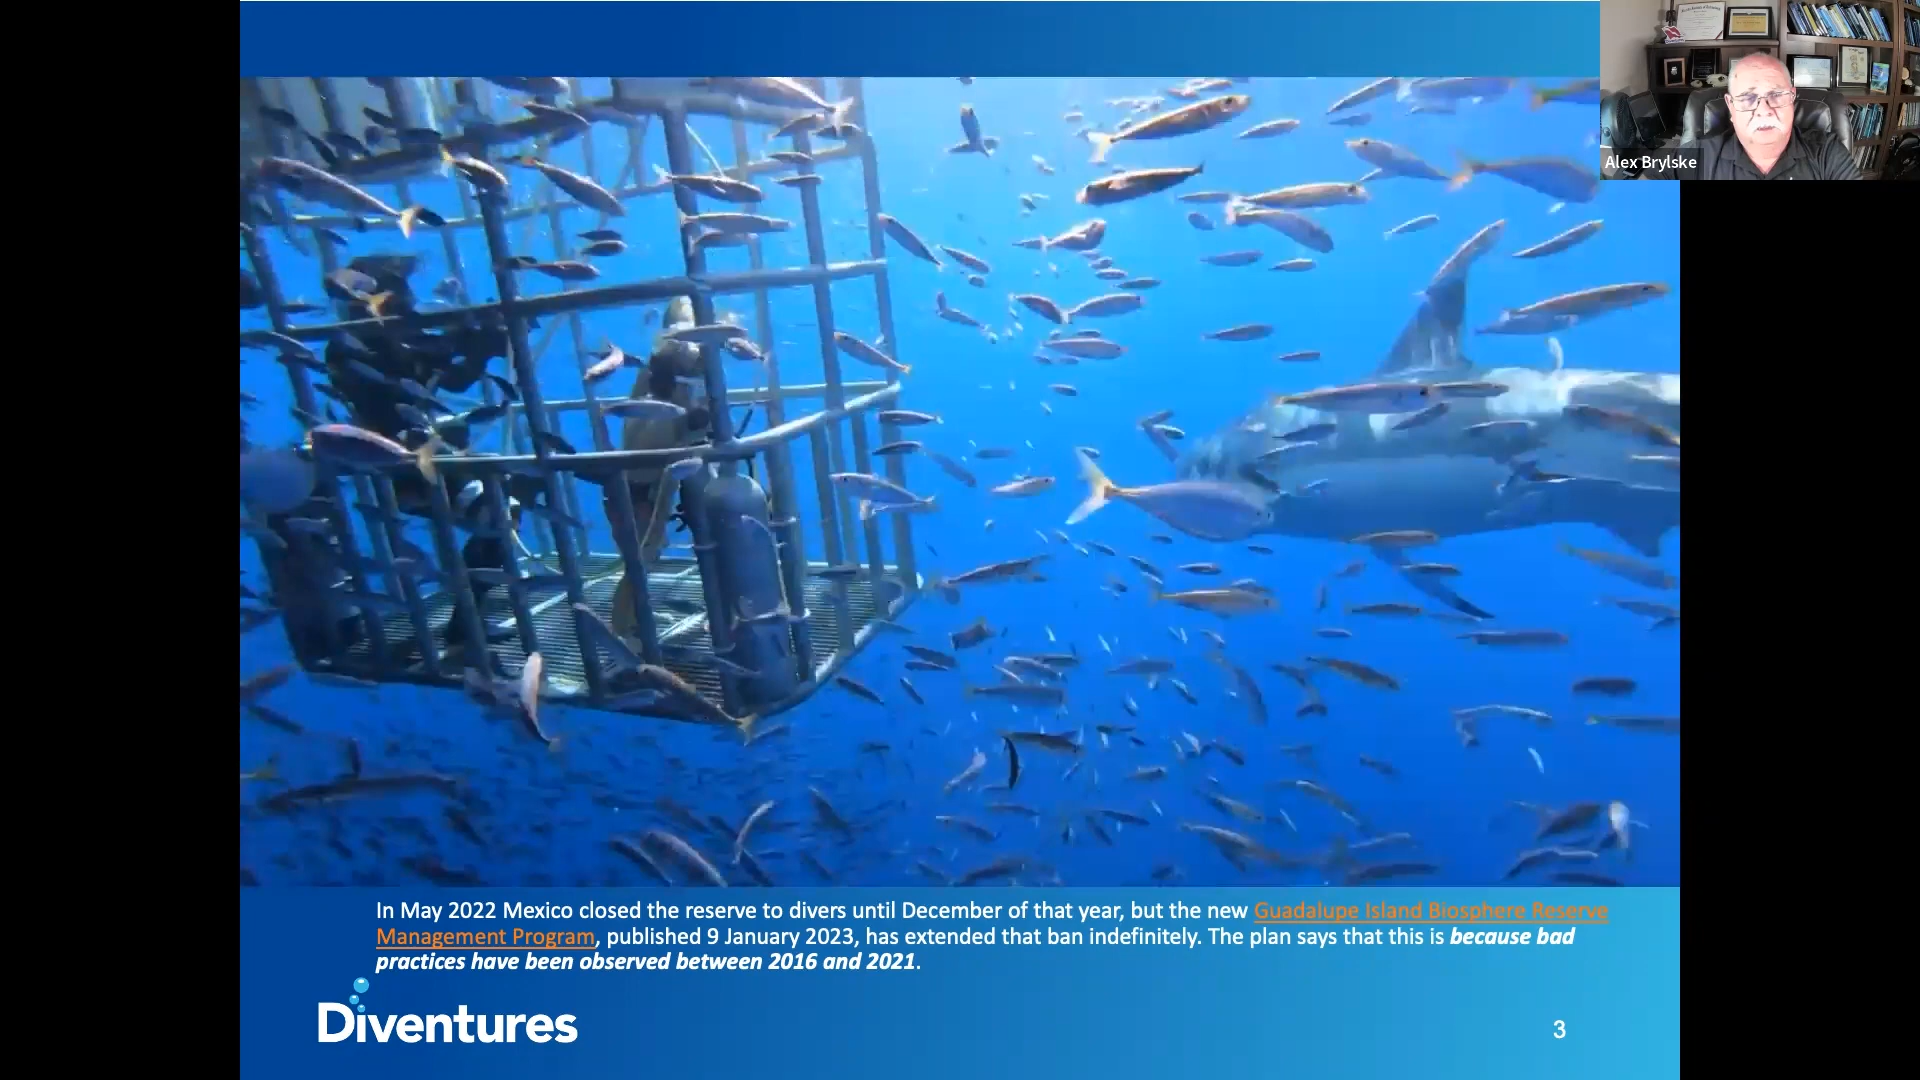 Alex Brylske
In May 2022 Mexico closed the reserve to divers until December of that year, but the new Guadalupe Island Biosphere Reserve
Management Program, published 9 January 2023, has extended that ban indefinitely. The plan says that this is because bad
practices have been observed between 2016 and 2021.
Diventures
3